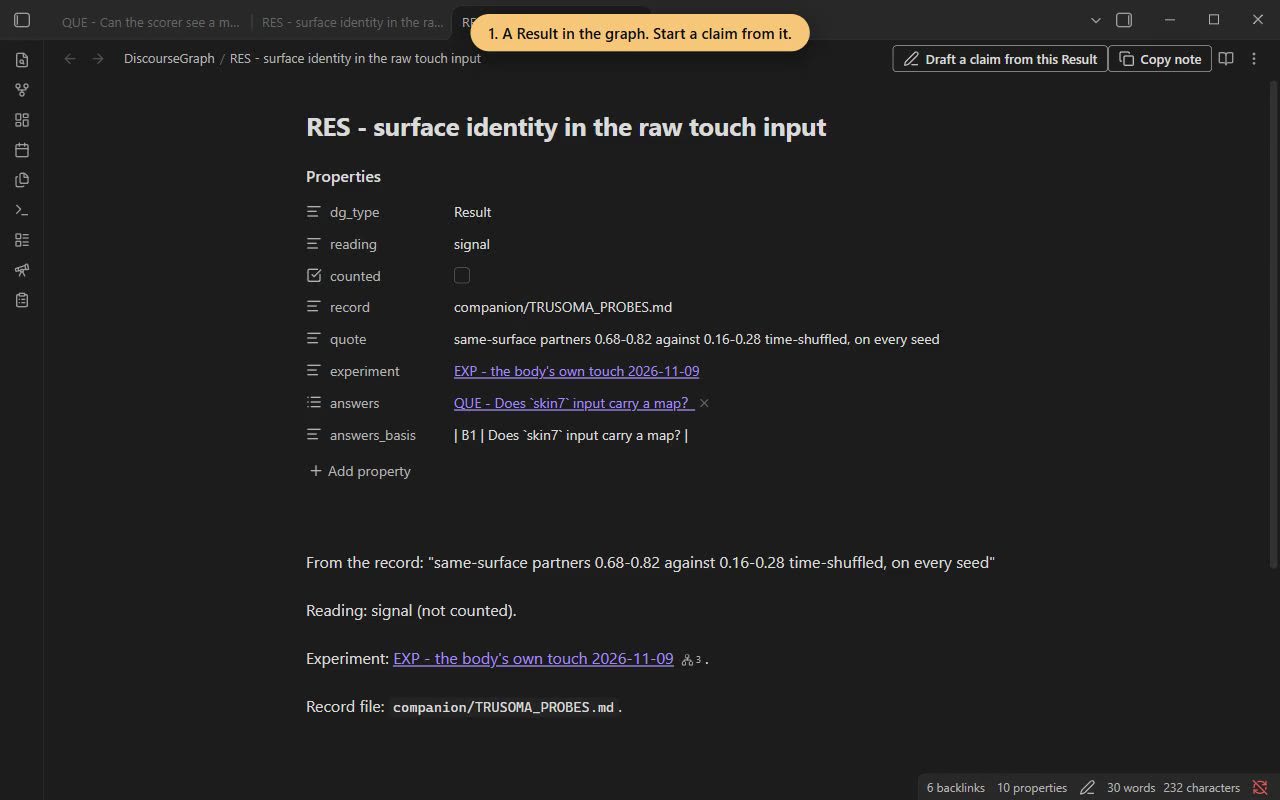 QUE - Can the scorer see a m...
RES - surface identity in the ra...
RE
1. A Result in the graph. Start a claim from it.
DiscourseGraph / RES - surface identity in the raw touch input
Draft a claim from this Result
Copy note
RES - surface identity in the raw touch input
Properties
dg_type Result
reading signal
counted
record companion/TRUSOMA_PROBES.md
quote same-surface partners 0.68-0.82 against 0.16-0.28 time-shuffled, on every seed
experiment EXP - the body's own touch 2026-11-09
answers QUE - Does `skin7` input carry a map? ×
answers_basis | B1 | Does `skin7` input carry a map? |
+ Add property
From the record: "same-surface partners 0.68-0.82 against 0.16-0.28 time-shuffled, on every seed"
Reading: signal (not counted).
Experiment: EXP - the body's own touch 2026-11-09 3 .
Record file: companion/TRUSOMA_PROBES.md .
6 backlinks 10 properties 30 words 232 characters